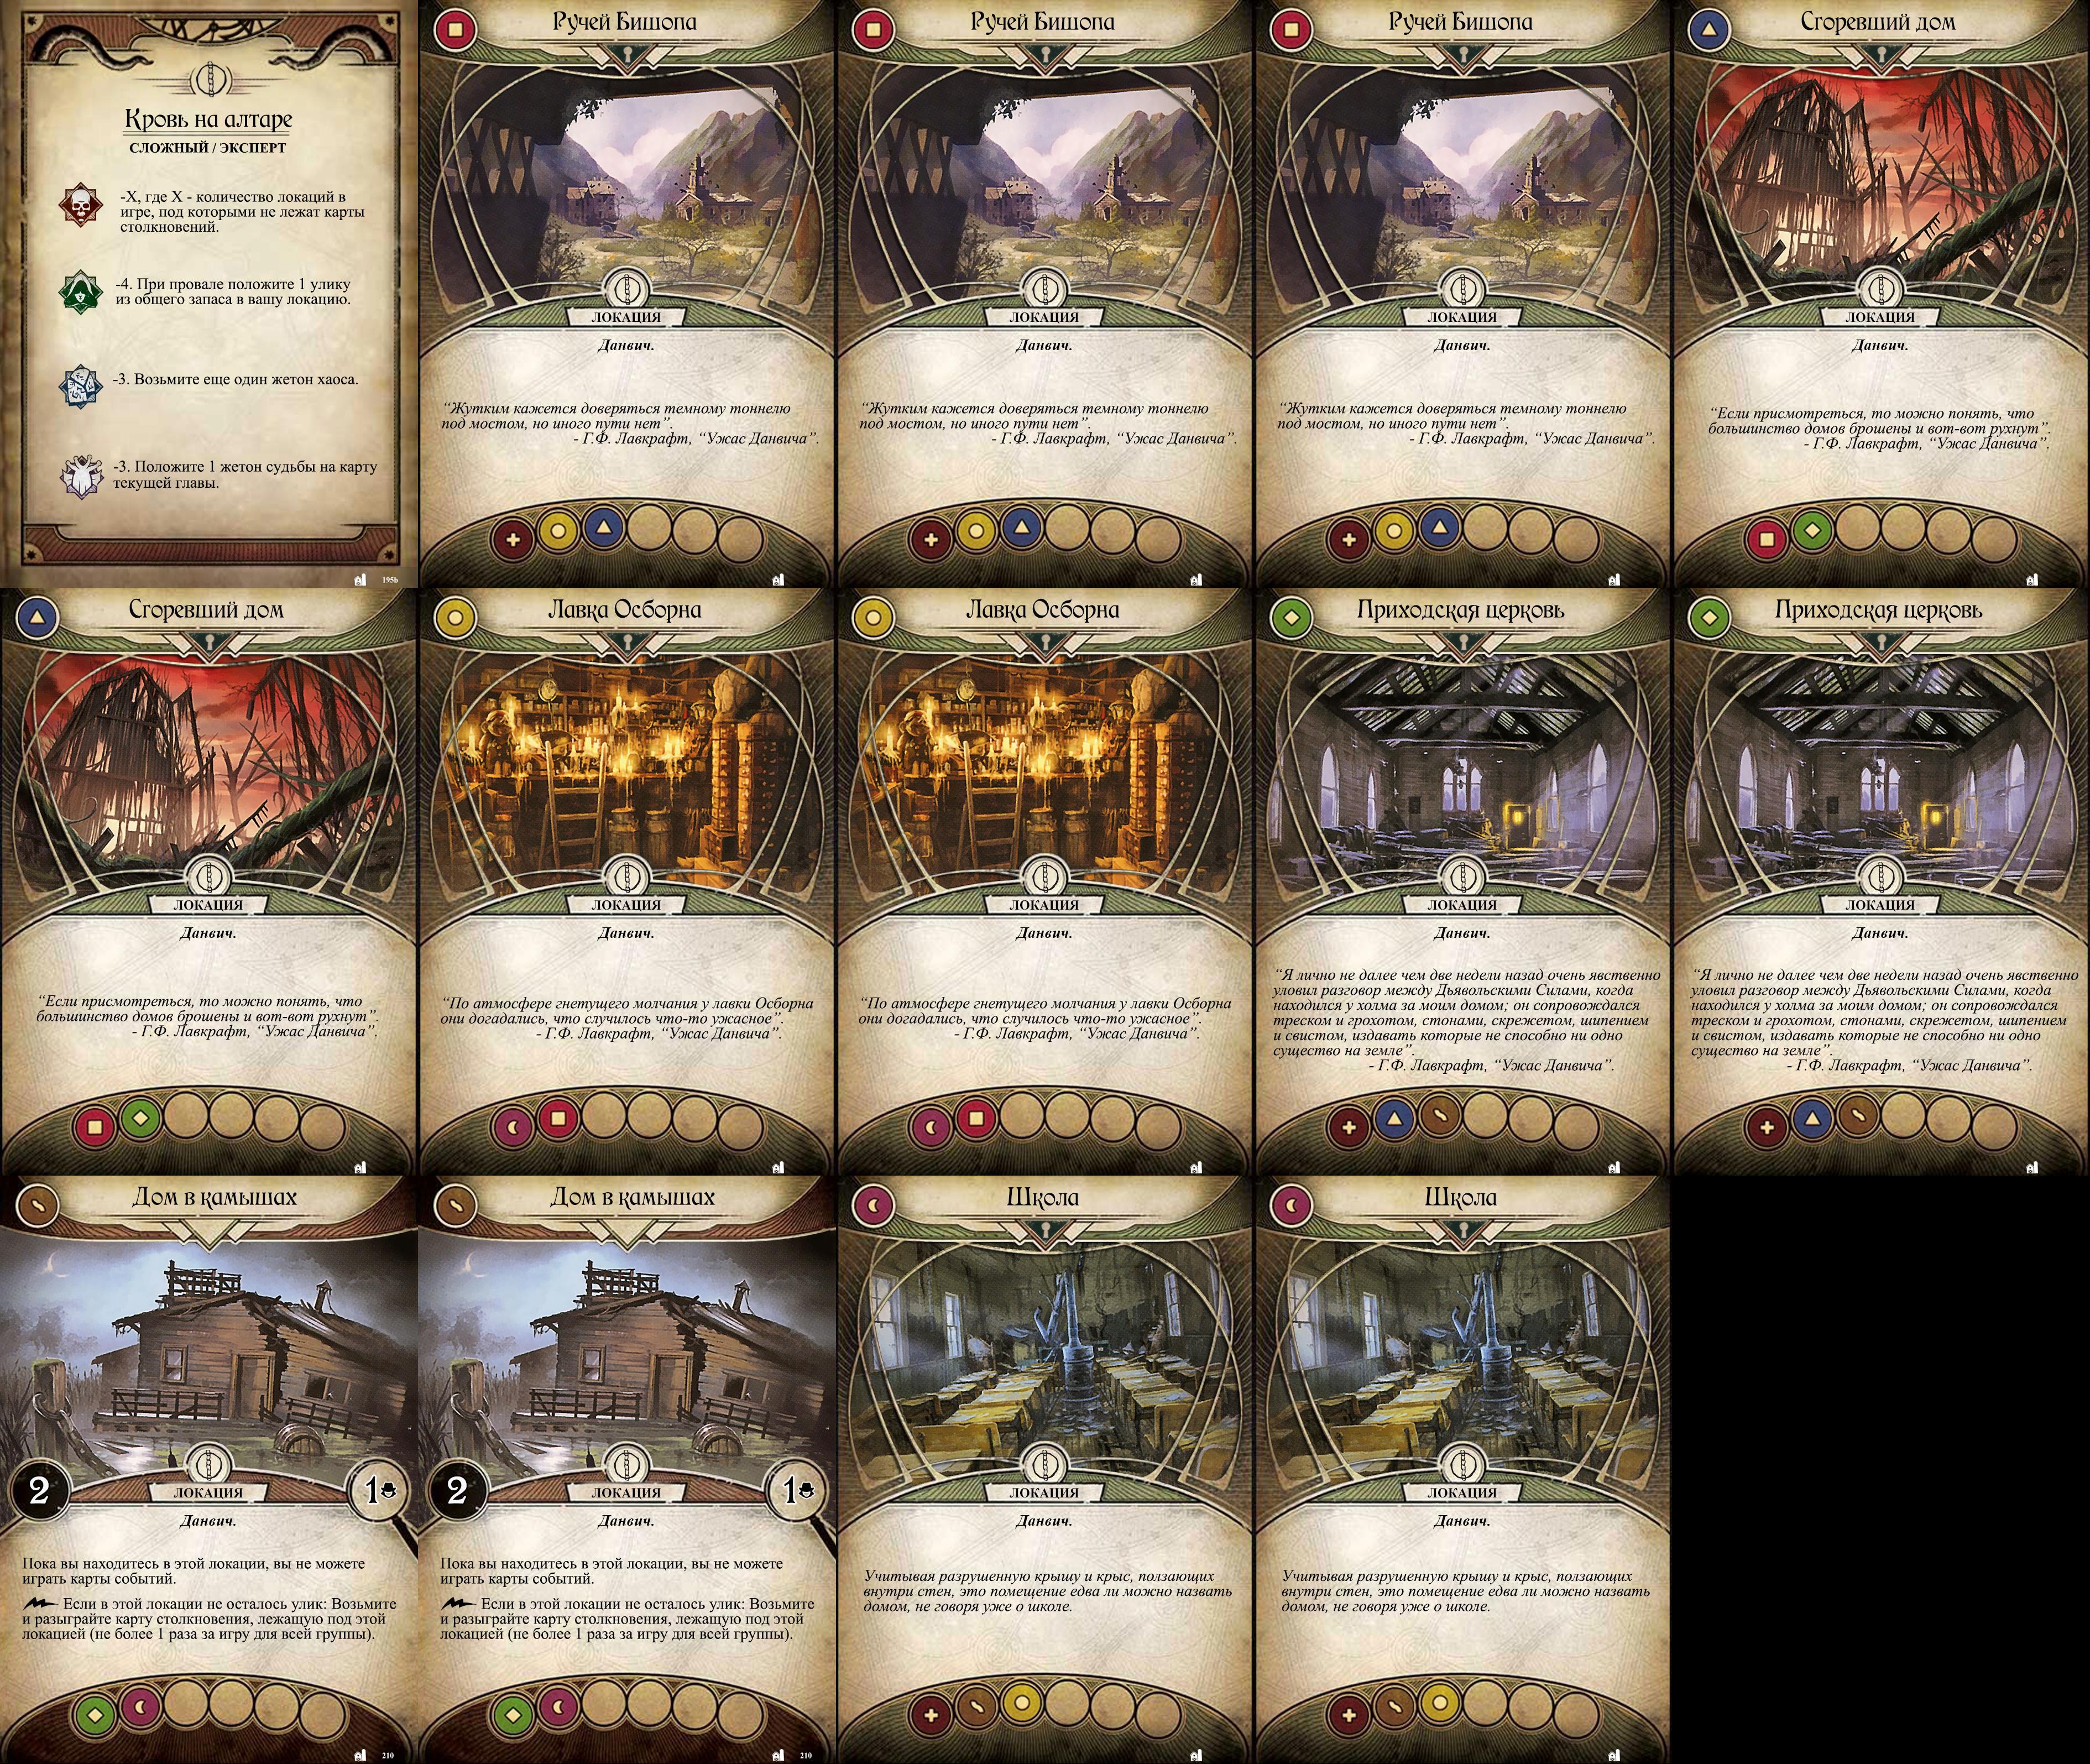 Кровь на алтаре
СЛОЖНЫЙ / ЭКСПЕРТ
-X, где X - количество локаций в
игре, под которыми не лежат карты
столкновений.
-4. При провале положите 1 улику
из общего запаса в вашу локацию.
-3. Возьмите еще один жетон хаоса.
-3. Положите 1 жетон судьбы на карту
текущей главы.
195b
Ручей Бишопа
ЛОКАЦИЯ
Данвич.
“Жутким кажется доверяться темному тоннелю
под мостом, но иного пути нет”.
- Г.Ф. Лавкрафт, “Ужас Данвича”.
Ручей Бишопа
ЛОКАЦИЯ
Данвич.
“Жутким кажется доверяться темному тоннелю
под мостом, но иного пути нет”.
- Г.Ф. Лавкрафт, “Ужас Данвича”.
Ручей Бишопа
ЛОКАЦИЯ
Данвич.
“Жутким кажется доверяться темному тоннелю
под мостом, но иного пути нет”.
- Г.Ф. Лавкрафт, “Ужас Данвича”.
Сгоревший дом
ЛОКАЦИЯ
Данвич.
“Если присмотреться, то можно понять, что
большинство домов брошены и вот-вот рухнут”.
- Г.Ф. Лавкрафт, “Ужас Данвича”.
Сгоревший дом
ЛОКАЦИЯ
Данвич.
“Если присмотреться, то можно понять, что
большинство домов брошены и вот-вот рухнут”.
- Г.Ф. Лавкрафт, “Ужас Данвича”.
Лавка Осборна
ЛОКАЦИЯ
Данвич.
“По атмосфере гнетущего молчания у лавки Осборна
они догадались, что случилось что-то ужасное”.
- Г.Ф. Лавкрафт, “Ужас Данвича”.
Лавка Осборна
ЛОКАЦИЯ
Данвич.
“По атмосфере гнетущего молчания у лавки Осборна
они догадались, что случилось что-то ужасное”.
- Г.Ф. Лавкрафт, “Ужас Данвича”.
Приходская церковь
ЛОКАЦИЯ
Данвич.
“Я лично не далее чем две недели назад очень явственно
уловил разговор между Дьявольскими Силами, когда
находился у холма за моим домом; он сопровождался
треском и грохотом, стонами, скрежетом, шипением
и свистом, издавать которые не способно ни одно
существо на земле”.
- Г.Ф. Лавкрафт, “Ужас Данвича”.
Приходская церковь
ЛОКАЦИЯ
Данвич.
“Я лично не далее чем две недели назад очень явственно
уловил разговор между Дьявольскими Силами, когда
находился у холма за моим домом; он сопровождался
треском и грохотом, стонами, скрежетом, шипением
и свистом, издавать которые не способно ни одно
существо на земле”.
- Г.Ф. Лавкрафт, “Ужас Данвича”.
Дом в камышах
2
ЛОКАЦИЯ
1
Данвич.
Пока вы находитесь в этой локации, вы не можете
играть карты событий.
Если в этой локации не осталось улик: Возьмите
и разыграйте карту столкновения, лежащую под этой
локацией (не более 1 раза за игру для всей группы).
210
Дом в камышах
2
ЛОКАЦИЯ
1
Данвич.
Пока вы находитесь в этой локации, вы не можете
играть карты событий.
Если в этой локации не осталось улик: Возьмите
и разыграйте карту столкновения, лежащую под этой
локацией (не более 1 раза за игру для всей группы).
210
Школа
ЛОКАЦИЯ
Данвич.
Учитывая разрушенную крышу и крыс, ползающих
внутри стен, это помещение едва ли можно назвать
домом, не говоря уже о школе.
Школа
ЛОКАЦИЯ
Данвич.
Учитывая разрушенную крышу и крыс, ползающих
внутри стен, это помещение едва ли можно назвать
домом, не говоря уже о школе.